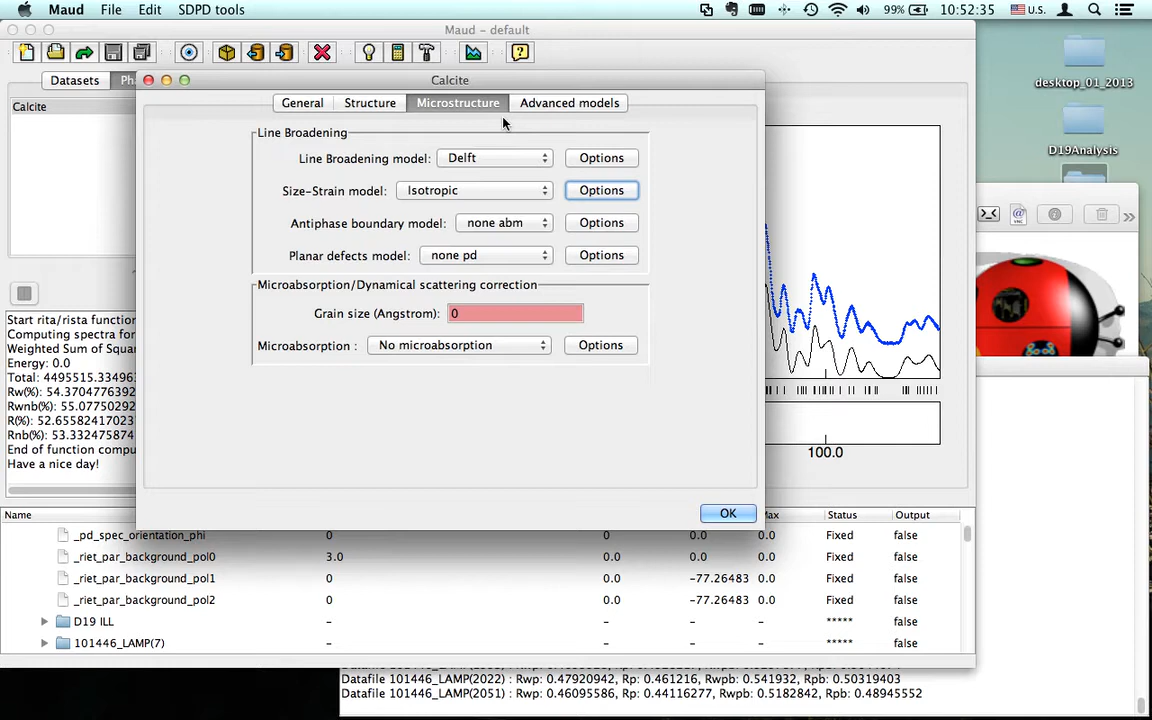 Maud File Edit SDPD tools 99% 10:52:35 U.S.
Maud - default
desktop_01_2013
D19Analysis
Datasets Pha
Calcite
Calcite
General Structure Microstructure Advanced models
Line Broadening
Line Broadening model: Delft Options
Size-Strain model: Isotropic Options
Antiphase boundary model: none abm Options
Planar defects model: none pd Options
Microabsorption/Dynamical scattering correction
Grain size (Angstrom): 0
Microabsorption : No microabsorption Options
OK
100.0
Start rita/rista function
Computing spectra for
Weighted Sum of Squar
Energy: 0.0
Total: 4495515.334963
Rw(%): 54.3704776392
Rwnb(%): 55.07750292
R(%): 52.65582417023
Rnb(%): 53.332475874
End of function compu
Have a nice day!
Name Max Status Output
_pd_spec_orientation_phi 0 0 0.0 0.0 Fixed false
_riet_par_background_pol0 3.0 0.0 0.0 0.0 Fixed false
_riet_par_background_pol1 0 0.0 -77.26483 0.0 Fixed false
_riet_par_background_pol2 0 0.0 -77.26483 0.0 Fixed false
D19 ILL – – – – ***** false
101446_LAMP(7) – – – – ***** false
Datafile 101446_LAMP(2022) : Rwp: 0.47920942, Rp: 0.461216, Rwpb: 0.541932, Rpb: 0.50319403
Datafile 101446_LAMP(2051) : Rwp: 0.46095586, Rp: 0.44116277, Rwpb: 0.5182842, Rpb: 0.48945552